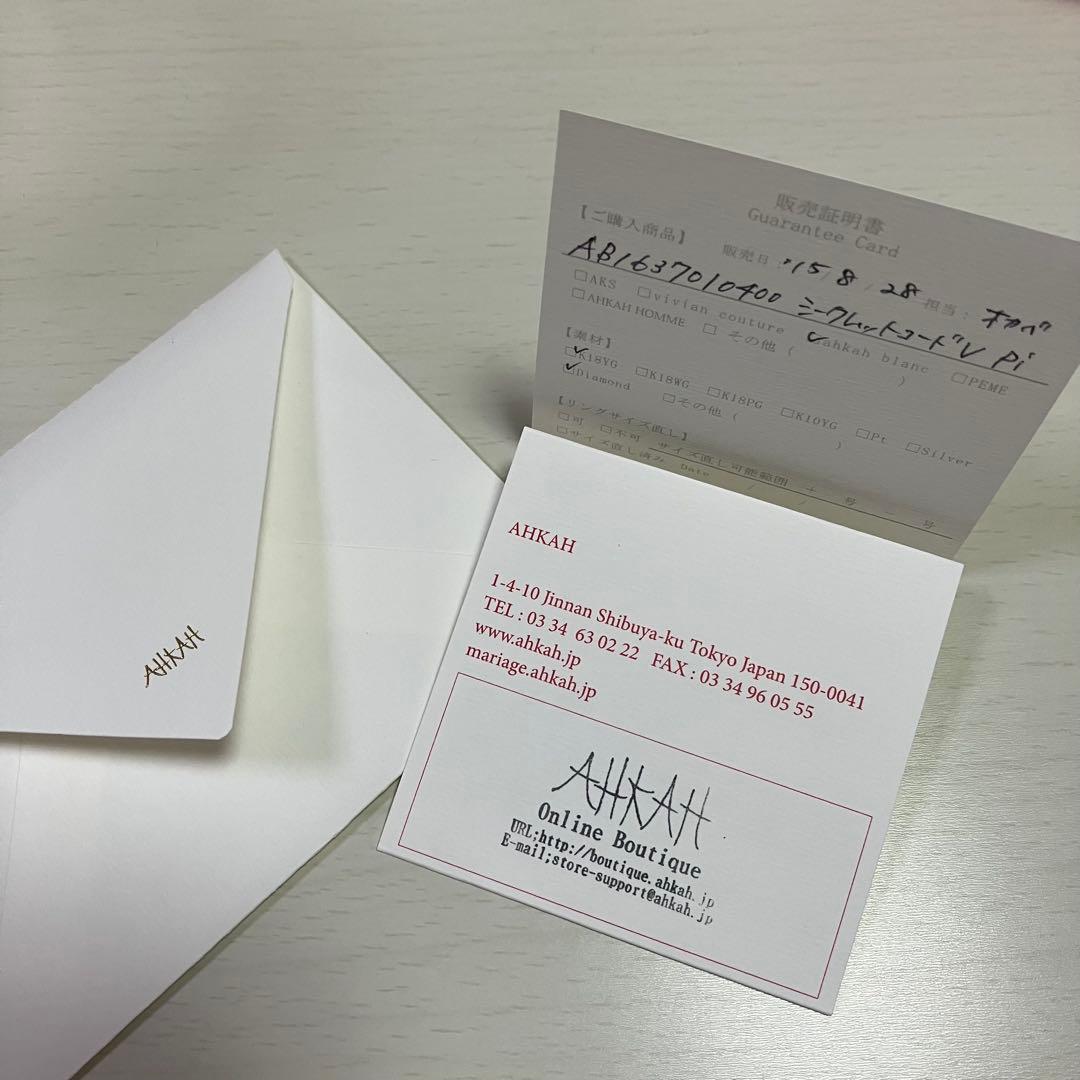 販売証明書
Guarantee Card
【ご購入商品】 販売日: '15/8/28 担当: オカベ
AB1637010400 シークレットコードV Pi
□AKS □vivian couture ☑ahkah blanc □PEME
□AHKAH HOMME □その他 ( )
【素材】
☑K18YG □K18WG □K18PG □K10YG □Pt □Silver
☑Diamond □その他 ( )
【リングサイズ直し】
□可 □不可 サイズ直し可能範囲 + 号 - 号
□サイズ直し済み Date / /
AHKAH
1-4-10 Jinnan Shibuya-ku Tokyo Japan 150-0041
TEL : 03 34 63 02 22 FAX : 03 34 96 05 55
www.ahkah.jp
mariage.ahkah.jp
AHKAH
Online Boutique
URL;http://boutique.ahkah.jp
E-mail;store-support@ahkah.jp
AHKAH